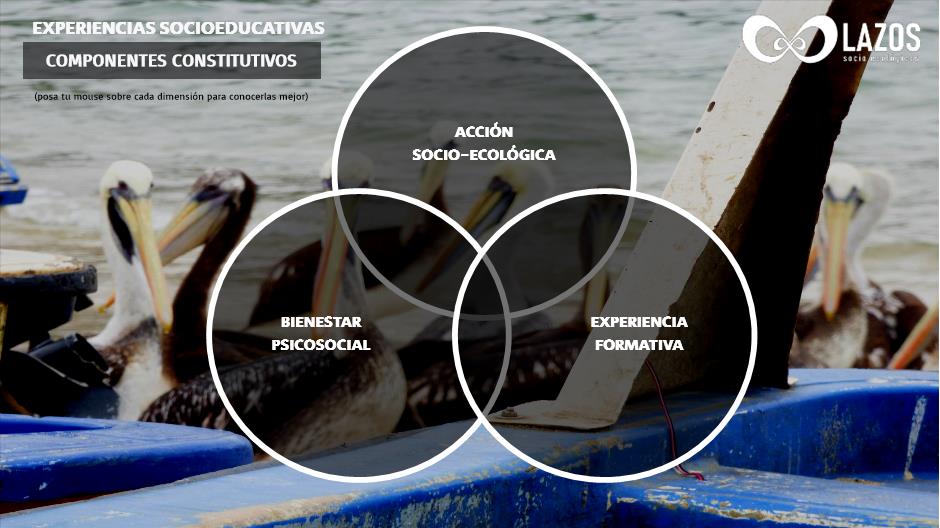 EXPERIENCIAS SOCIOEDUCATIVAS
COMPONENTES CONSTITUTIVOS
(posa tu mouse sobre cada dimensión para conocerlas mejor)
LAZOS
socio ecológicos
ACCIÓN
SOCIO-ECOLÓGICA
BIENESTAR
PSICOSOCIAL
EXPERIENCIA
FORMATIVA